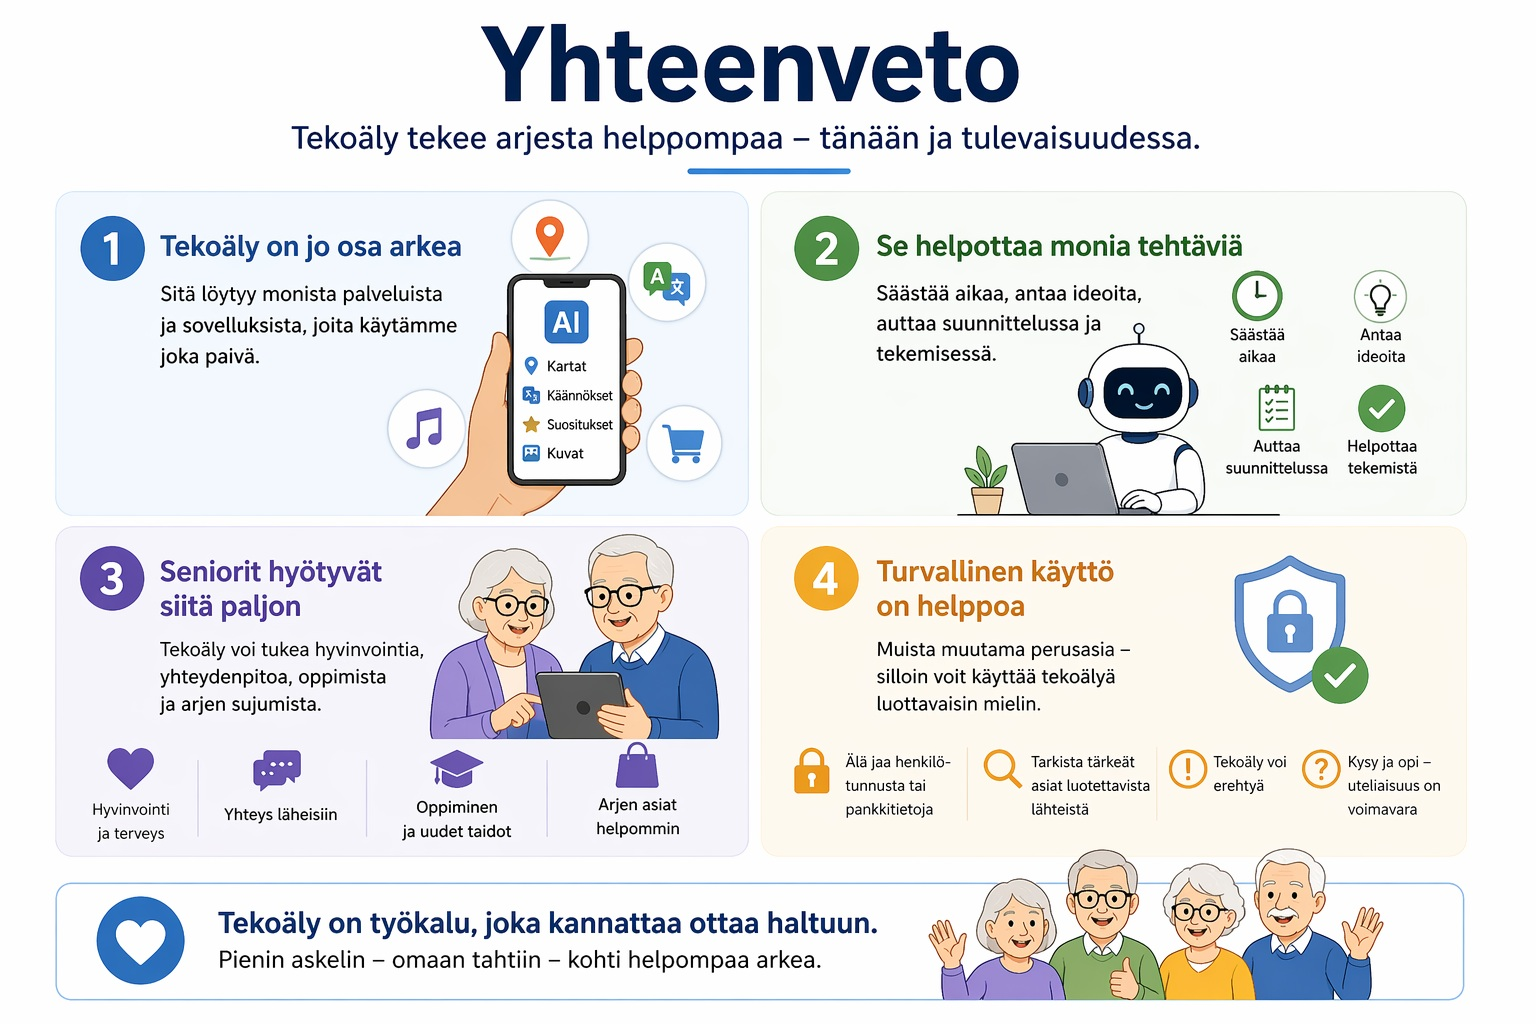 Yhteenveto
Tekoäly tekee arjesta helppompaa – tänään ja tulevaisuudessa.
1
Tekoäly on jo osa arkea
Sitä löytyy monista palveluista
ja sovelluksista, joita käytämme
joka paivä.
A 文
AI
Kartat
Käännökset
Suositukset
Kuvat
2
Se helpottaa monia tehtäviä
Säästää aikaa, antaa ideoita,
auttaa suunnittelussa ja
tekemisessä.
Säästää
aikaa
Antaa
ideoita
Auttaa
suunnittelussa
Helpottaa
tekemistä
3
Seniorit hyötyvät
siitä paljon
Tekoäly voi tukea hyvinvointia,
yhteydenpitoa, oppimista
ja arjen sujumista.
Hyvinvointi
ja terveys
Yhteys läheisiin
Oppiminen
ja uudet taidot
Arjen asiat
helpommin
4
Turvallinen käyttö
on helppoa
Muista muutama perusasia –
silloin voit käyttää tekoälyä
luottavaisin mielin.
Älä jaa henkilö-
tunnusta tai
pankkitietoja
Tarkista tärkeät
asiat luotettavista
lähteistä
!
Tekoäly voi
erehtyä
?
Kysy ja opi –
uteliaisuus on
voimavara
Tekoäly on työkalu, joka kannattaa ottaa haltuun.
Pienin askelin – omaan tahtiin – kohti helpompaa arkea.